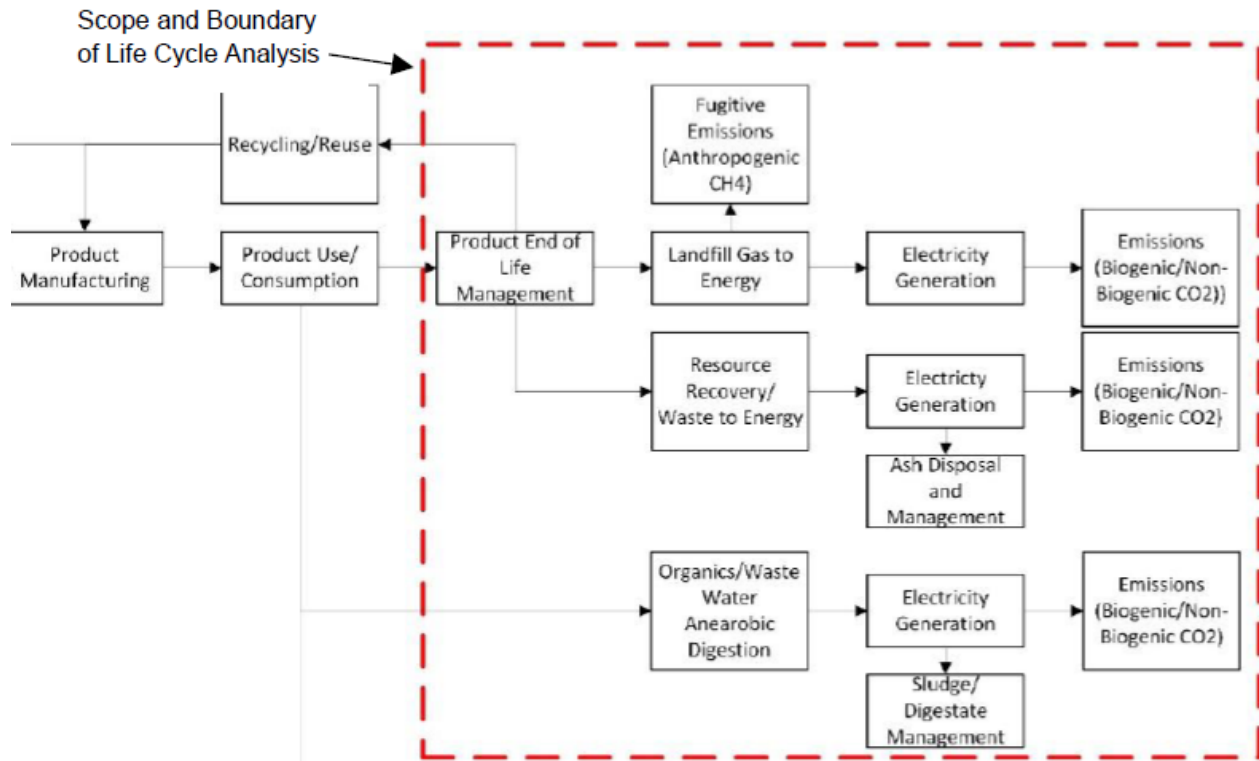 Scope and Boundary
of Life Cycle Analysis
Recycling/Reuse
Fugitive
Emissions
(Anthropogenic
CH4)
Product
Manufacturing
Product Use/
Consumption
Product End of
Life
Management
Landfill Gas to
Energy
Electricity
Generation
Emissions
(Biogenic/Non-
Biogenic CO2))
Resource
Recovery/
Waste to Energy
Electricty
Generation
Emissions
(Biogenic/Non-
Biogenic CO2)
Ash Disposal
and
Management
Organics/Waste
Water
Anearobic
Digestion
Electricity
Generation
Emissions
(Biogenic/Non-
Biogenic CO2)
Sludge/
Digestate
Management